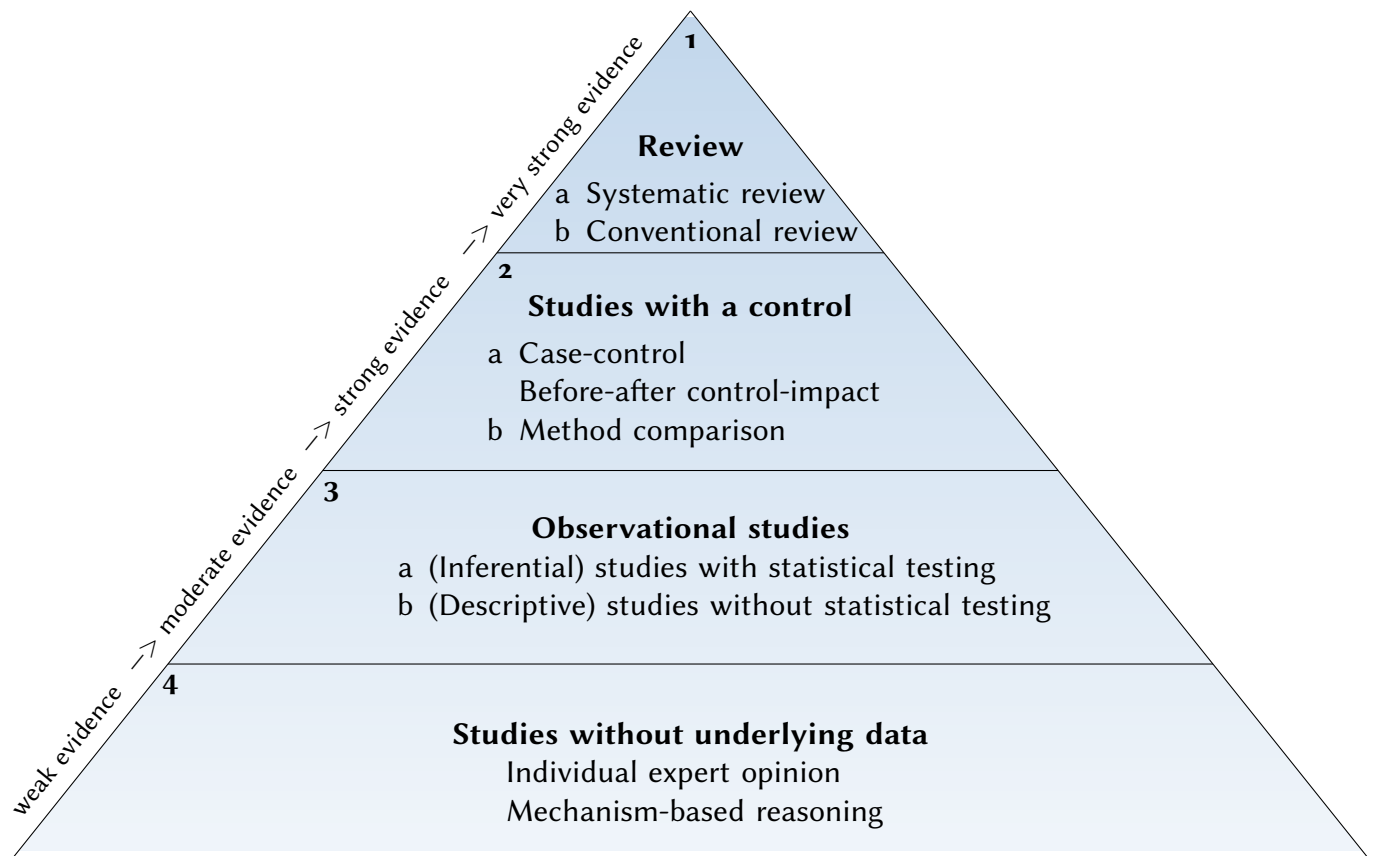 1
Review
a Systematic review
b Conventional review
2
Studies with a control
a Case-control
Before-after control-impact
b Method comparison
3
Observational studies
a (Inferential) studies with statistical testing
b (Descriptive) studies without statistical testing
4
Studies without underlying data
Individual expert opinion
Mechanism-based reasoning
weak evidence --> moderate evidence --> strong evidence --> very strong evidence